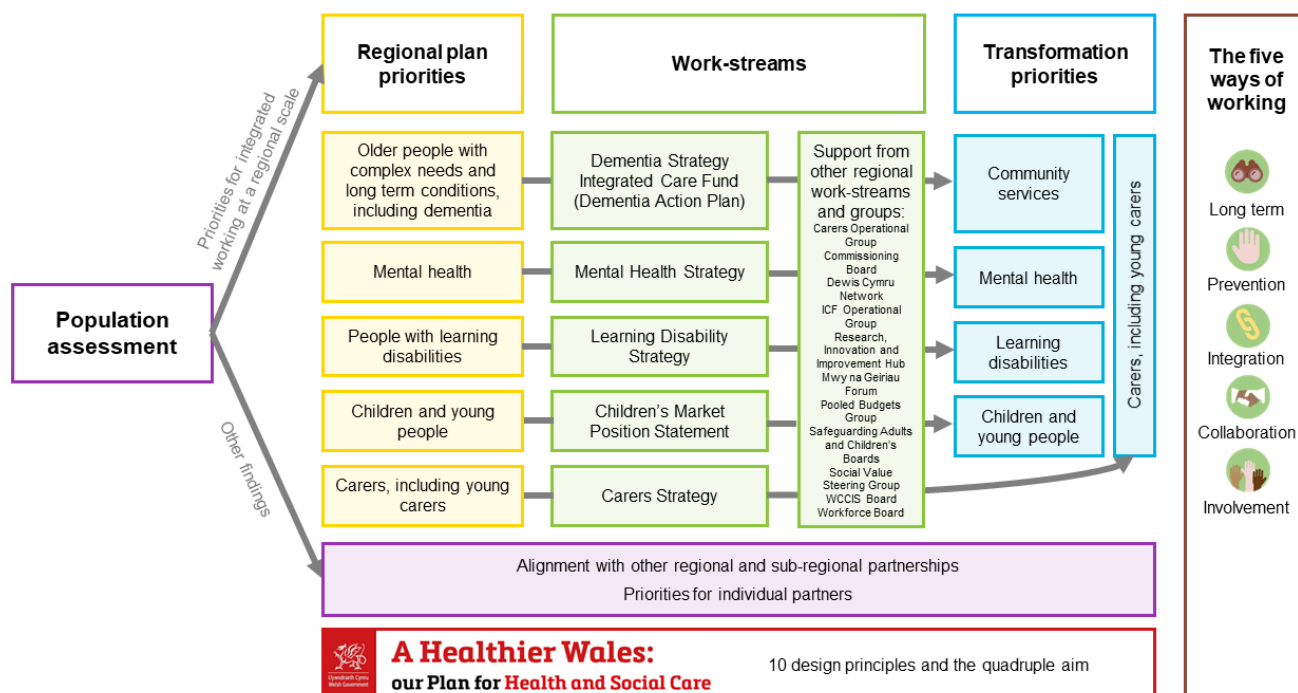 Population
assessment
Priorities for integrated
working at a regional scale
Other findings
Regional plan
priorities
Work-streams
Transformation
priorities
Older people with
complex needs and
long term conditions,
including dementia
Dementia Strategy
Integrated Care Fund
(Dementia Action Plan)
Mental health
Mental Health Strategy
People with learning
disabilities
Learning Disability
Strategy
Children and young
people
Children's Market
Position Statement
Carers, including young
carers
Carers Strategy
Support from
other regional
work-streams
and groups:
Carers Operational
Group
Commissioning
Board
Dewis Cymru
Network
ICF Operational
Group
Research,
Innovation and
Improvement Hub
Mwy na Geiriau
Forum
Pooled Budgets
Group
Safeguarding Adults
and Children's
Boards
Social Value
Steering Group
WCCIS Board
Workforce Board
Community
services
Mental health
Learning
disabilities
Children and
young people
Carers, including young carers
Alignment with other regional and sub-regional partnerships
Priorities for individual partners
Llywodraeth Cymru
Welsh Government
A Healthier Wales:
our Plan for Health and Social Care
10 design principles and the quadruple aim
The five
ways of
working
Long term
Prevention
Integration
Collaboration
Involvement